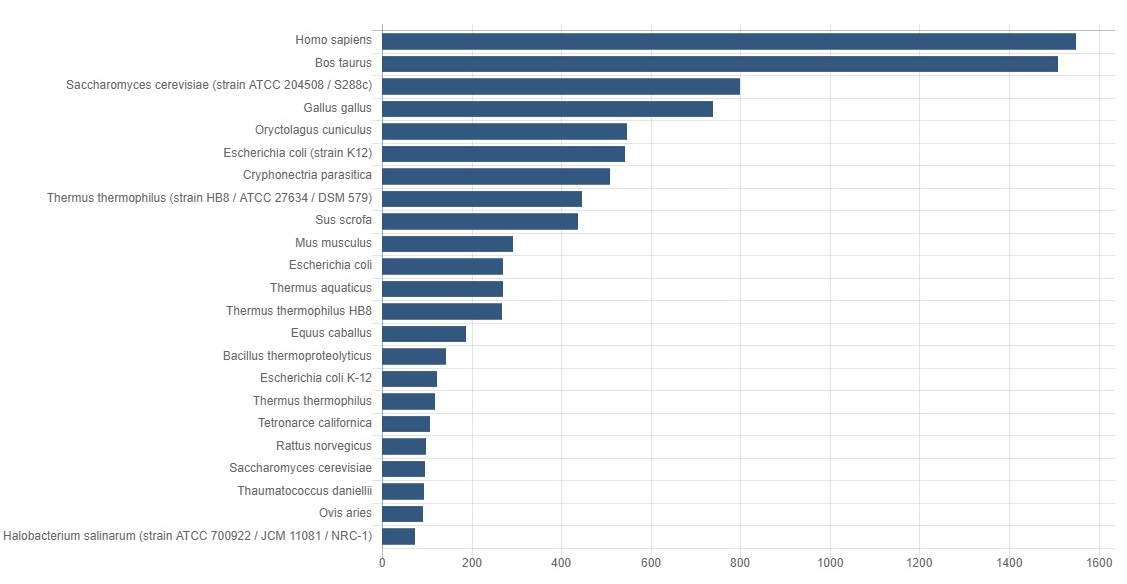 Homo sapiens
Bos taurus
Saccharomyces cerevisiae (strain ATCC 204508 / S288c)
Gallus gallus
Oryctolagus cuniculus
Escherichia coli (strain K12)
Cryphonectria parasitica
Thermus thermophilus (strain HB8 / ATCC 27634 / DSM 579)
Sus scrofa
Mus musculus
Escherichia coli
Thermus aquaticus
Thermus thermophilus HB8
Equus caballus
Bacillus thermoproteolyticus
Escherichia coli K-12
Thermus thermophilus
Tetronarce californica
Rattus norvegicus
Saccharomyces cerevisiae
Thaumatococcus daniellii
Ovis aries
Halobacterium salinarum (strain ATCC 700922 / JCM 11081 / NRC-1)
0 200 400 600 800 1000 1200 1400 1600